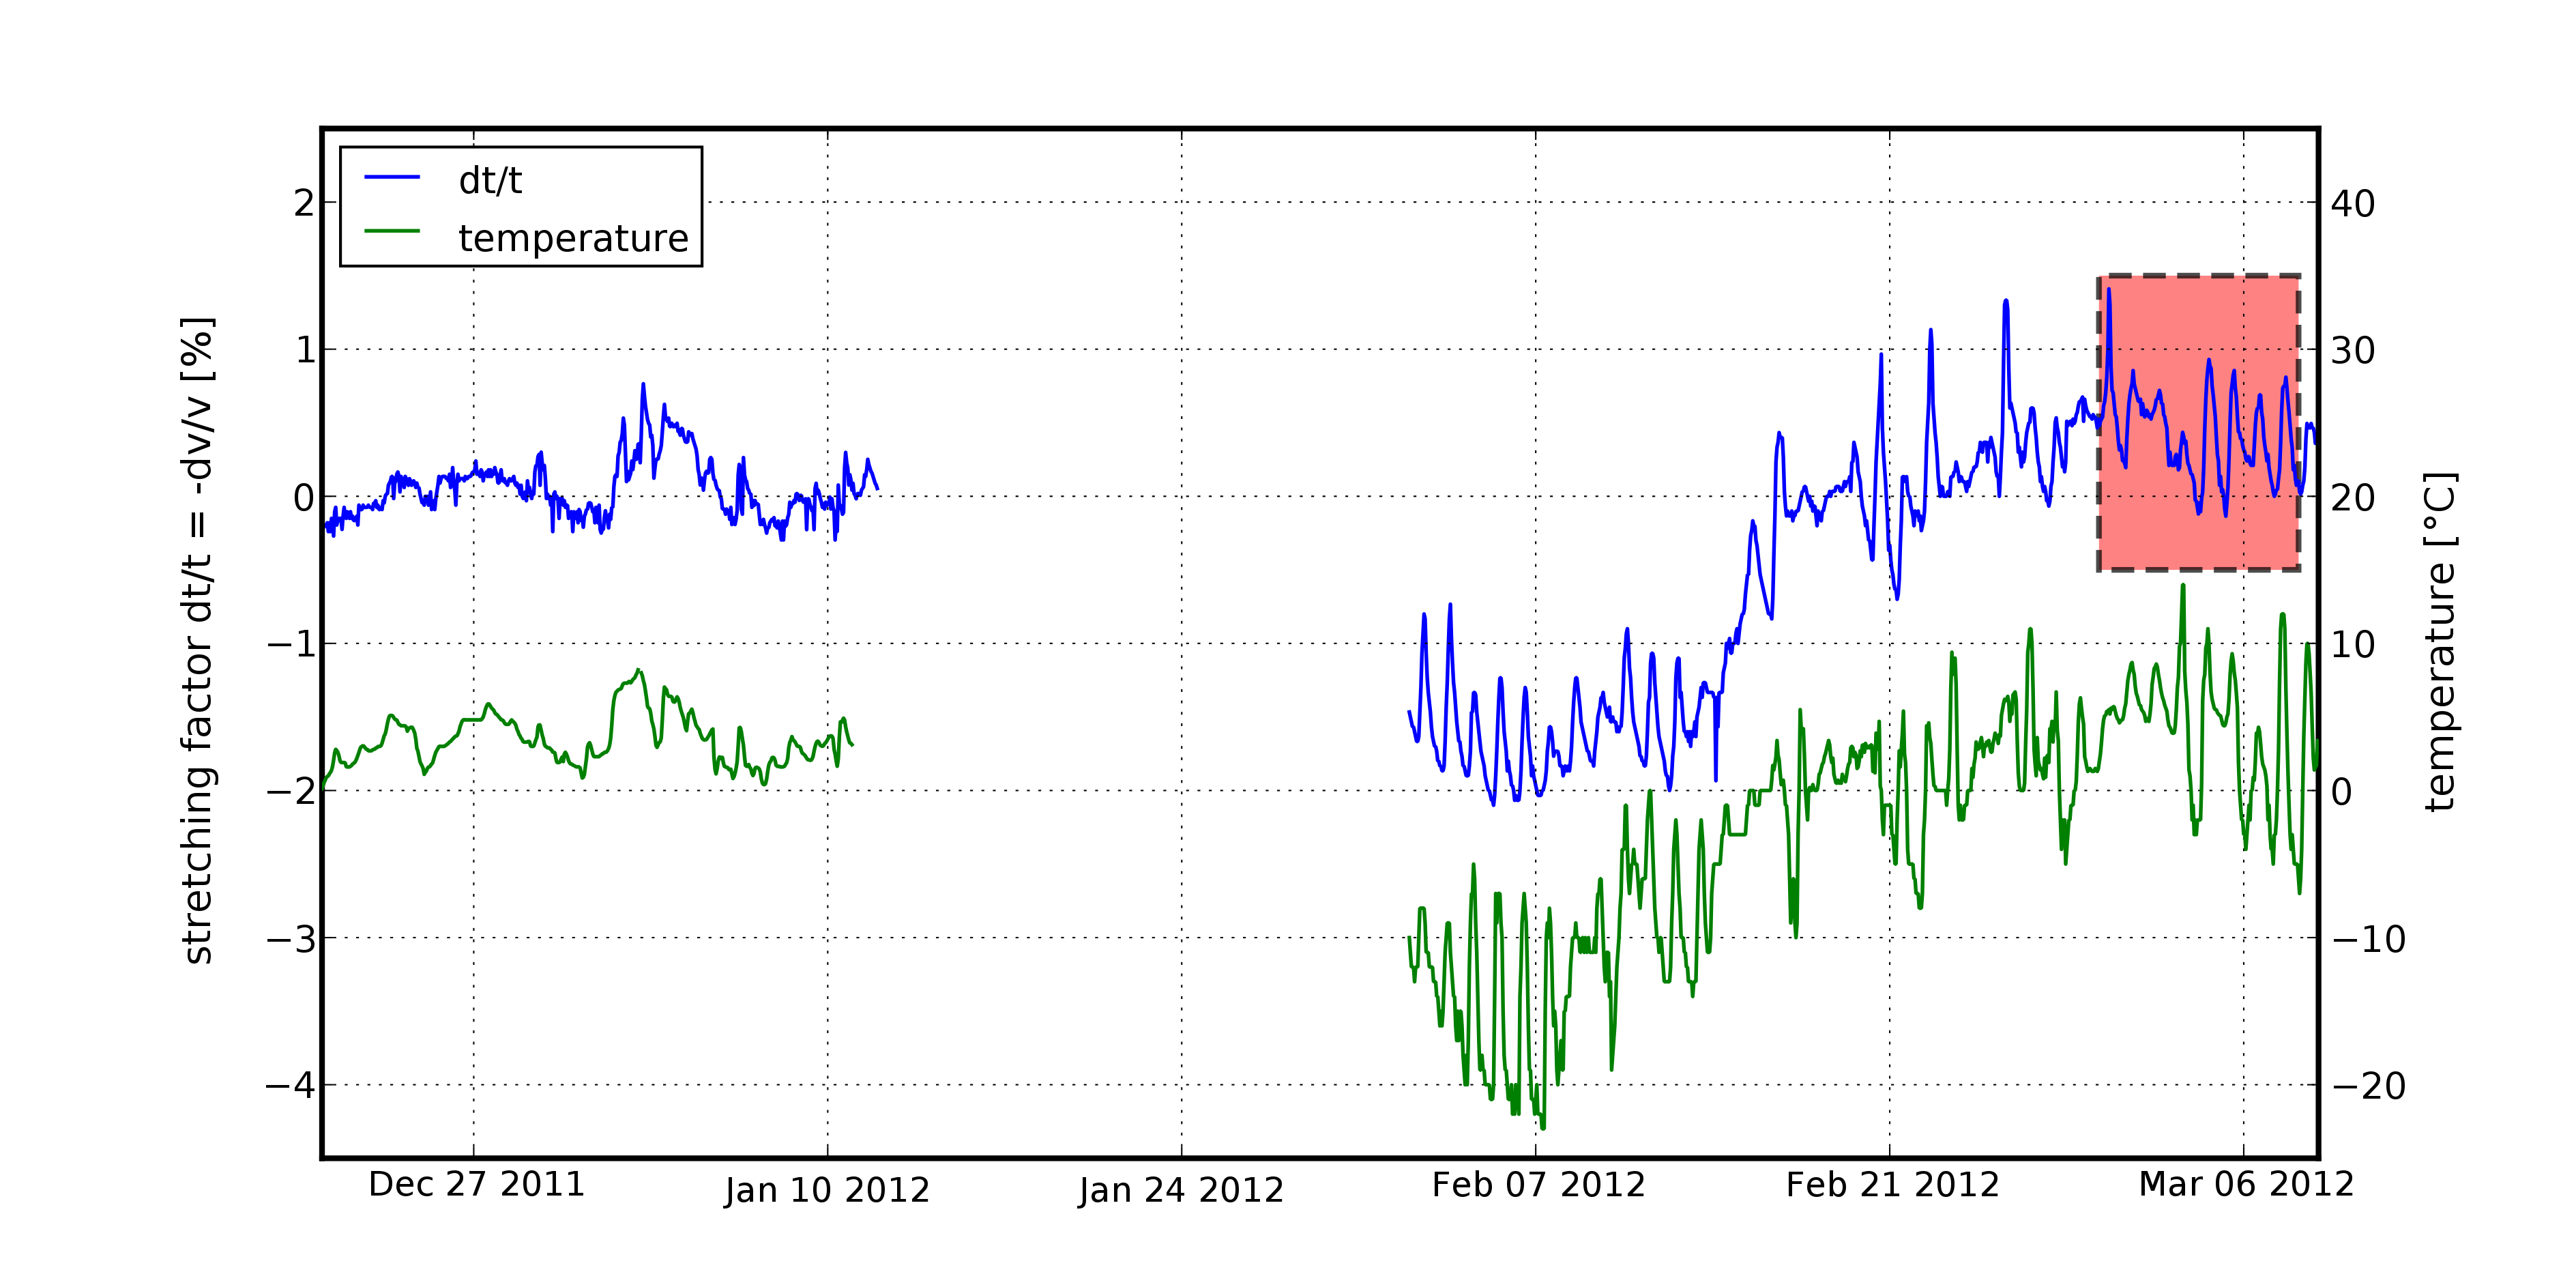 dt/t
temperature
stretching factor dt/t = -dv/v [%]
2
1
0
−1
−2
−3
−4
40
30
20
10
0
−10
−20
temperature [°C]
Dec 27 2011
Jan 10 2012
Jan 24 2012
Feb 07 2012
Feb 21 2012
Mar 06 2012